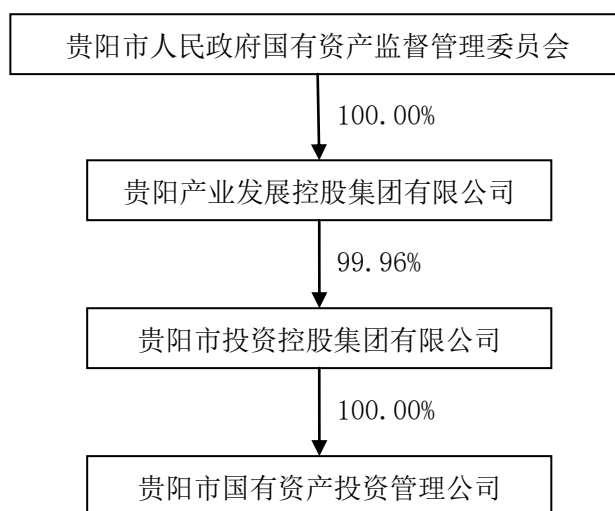 贵阳市人民政府国有资产监督管理委员会
100.00%
贵阳产业发展控股集团有限公司
99.96%
贵阳市投资控股集团有限公司
100.00%
贵阳市国有资产投资管理公司